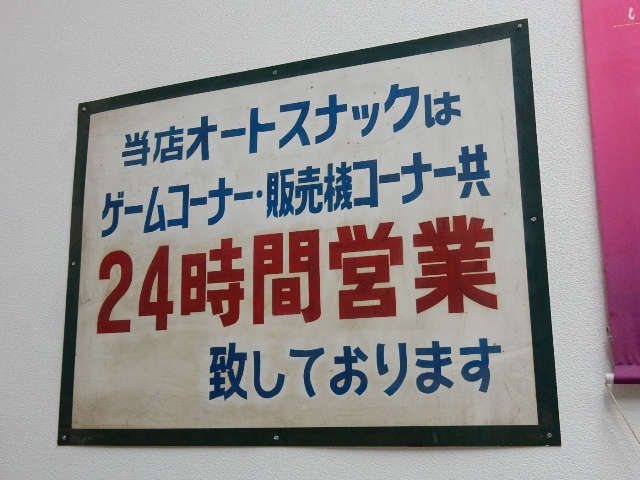 当店オートスナックは
ゲームコーナー・販売機コーナー共
24時間営業
致しております